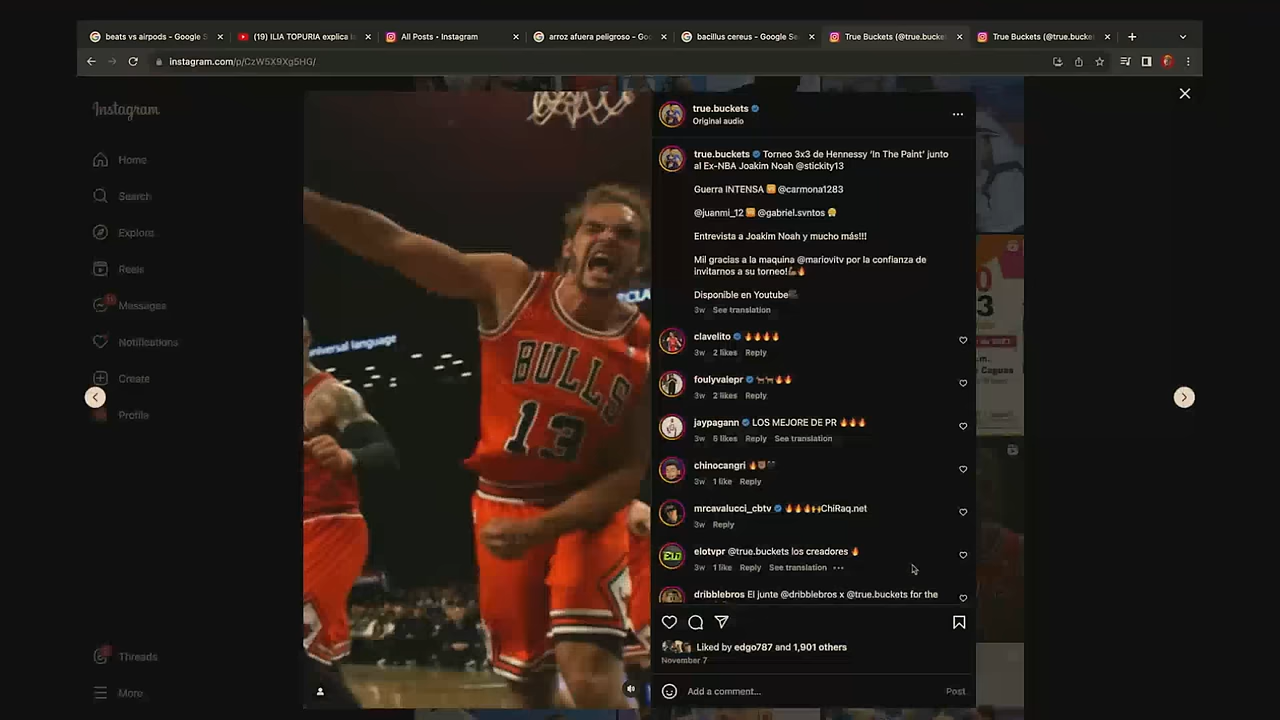 beats vs airpods - Google S
(19) ILIA TOPURIA explica l
All Posts • Instagram
arroz afuera peligroso - Go
bacillus cereus - Google Se
True Buckets (@true.bucke
True Buckets (@true.bucke
instagram.com/p/CzW5X9Xg5HG/
Instagram
Home
Search
Explore
Reels
Messages
Notifications
Create
Profile
Threads
More
universal language
BULLS
13
true.buckets
Original audio
true.buckets Torneo 3x3 de Hennessy 'In The Paint' junto
al Ex-NBA Joakim Noah @stickity13
Guerra INTENSA @carmona1283
@juanmi_12 @gabriel.svntos
Entrevista a Joakim Noah y mucho más!!!
Mil gracias a la maquina @mariovitv por la confianza de
invitarnos a su torneo!
Disponible en Youtube
3w See translation
clavelito
3w 2 likes Reply
foulyvalepr
3w 2 likes Reply
jaypagann LOS MEJORE DE PR
3w 6 likes Reply See translation
chinocangri
3w 1 like Reply
mrcavalucci_cbtv ChiRaq.net
3w Reply
elotvpr @true.buckets los creadores
3w 1 like Reply See translation
dribblebros El junte @dribblebros x @true.buckets for the
Liked by edgo787 and 1,901 others
November 7
Add a comment... Post